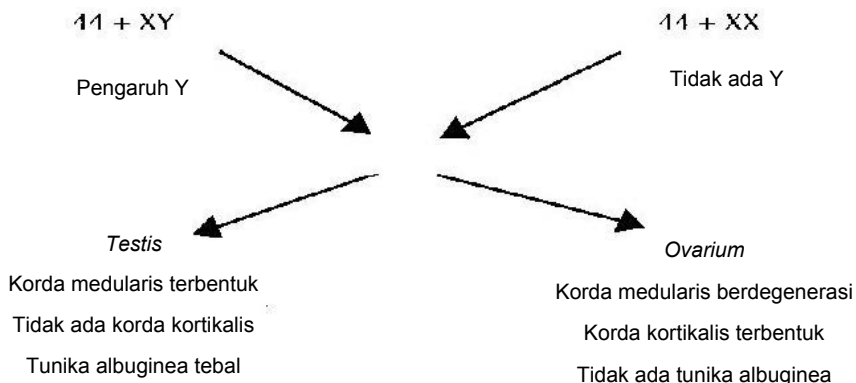 44 + XY
44 + XX
Pengaruh Y
Tidak ada Y
Testis
Korda medularis terbentuk
Tidak ada korda kortikalis
Tunika albuginea tebal
Ovarium
Korda medularis berdegenerasi
Korda kortikalis terbentuk
Tidak ada tunika albuginea